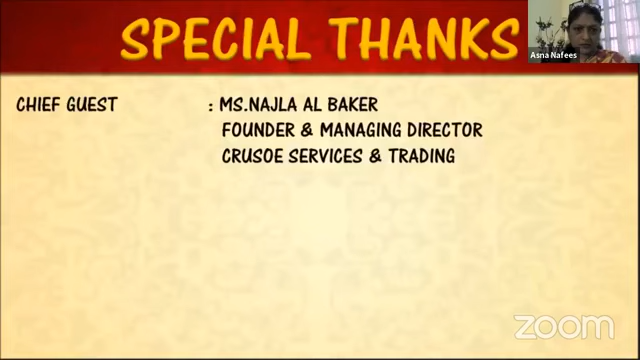 SPECIAL THANKS
Asna Nafees
CHIEF GUEST : MS.NAJLA AL BAKER
FOUNDER & MANAGING DIRECTOR
CRUSOE SERVICES & TRADING
zoom